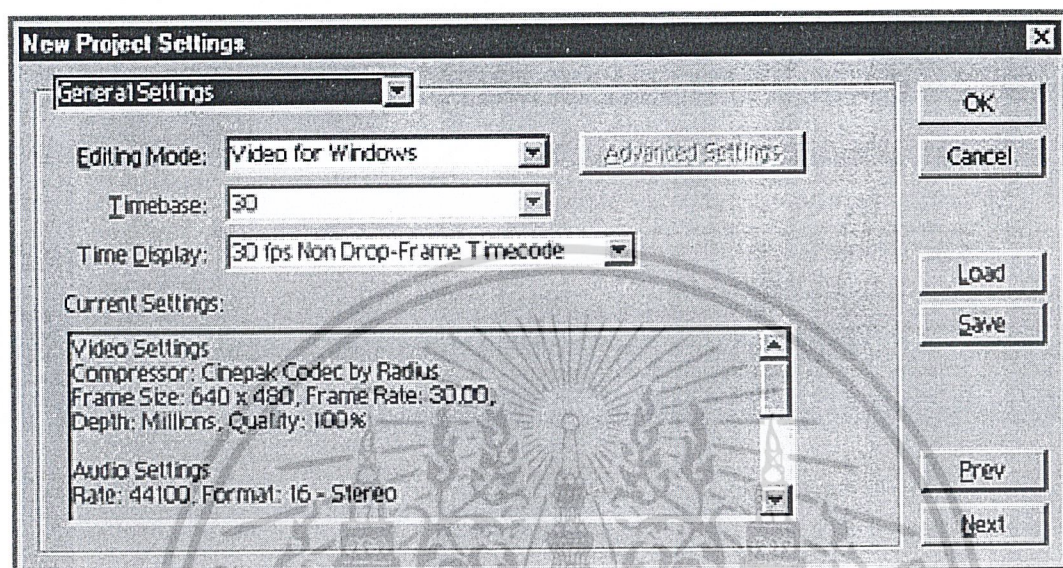 New Project Settings
General Settings
OK
Editing Mode: Video for Windows
Advanced Settings
Cancel
Timebase: 30
Time Display: 30 fps Non Drop-Frame Timecode
Load
Current Settings:
Save
Video Settings
Compressor: Cinepak Codec by Radius
Frame Size: 640 x 480, Frame Rate: 30.00,
Depth: Millions, Quality: 100%
Audio Settings
Rate: 44100, Format: 16 - Stereo
Prev
Next